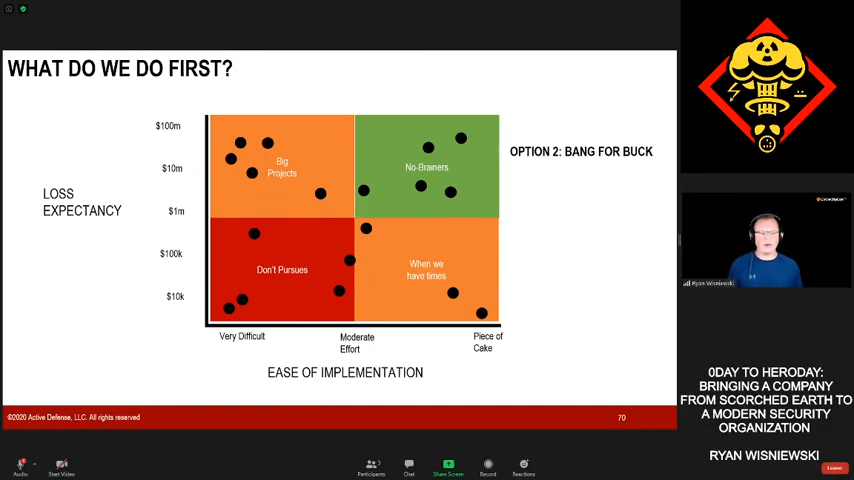 WHAT DO WE DO FIRST?
$100m
$10m
$1m
$100k
$10k
LOSS
EXPECTANCY
Big
Projects
No-Brainers
Don't Pursues
When we
have times
OPTION 2: BANG FOR BUCK
Very Difficult
Moderate
Effort
Piece of
Cake
EASE OF IMPLEMENTATION
©2020 Active Defense, LLC. All rights reserved
70
Ryan Wisniewski
0DAY TO HERODAY:
BRINGING A COMPANY
FROM SCORCHED EARTH TO
A MODERN SECURITY
ORGANIZATION
RYAN WISNIEWSKI
Audio
Start Video
Participants
Chat
Share Screen
Record
Reactions
Leave